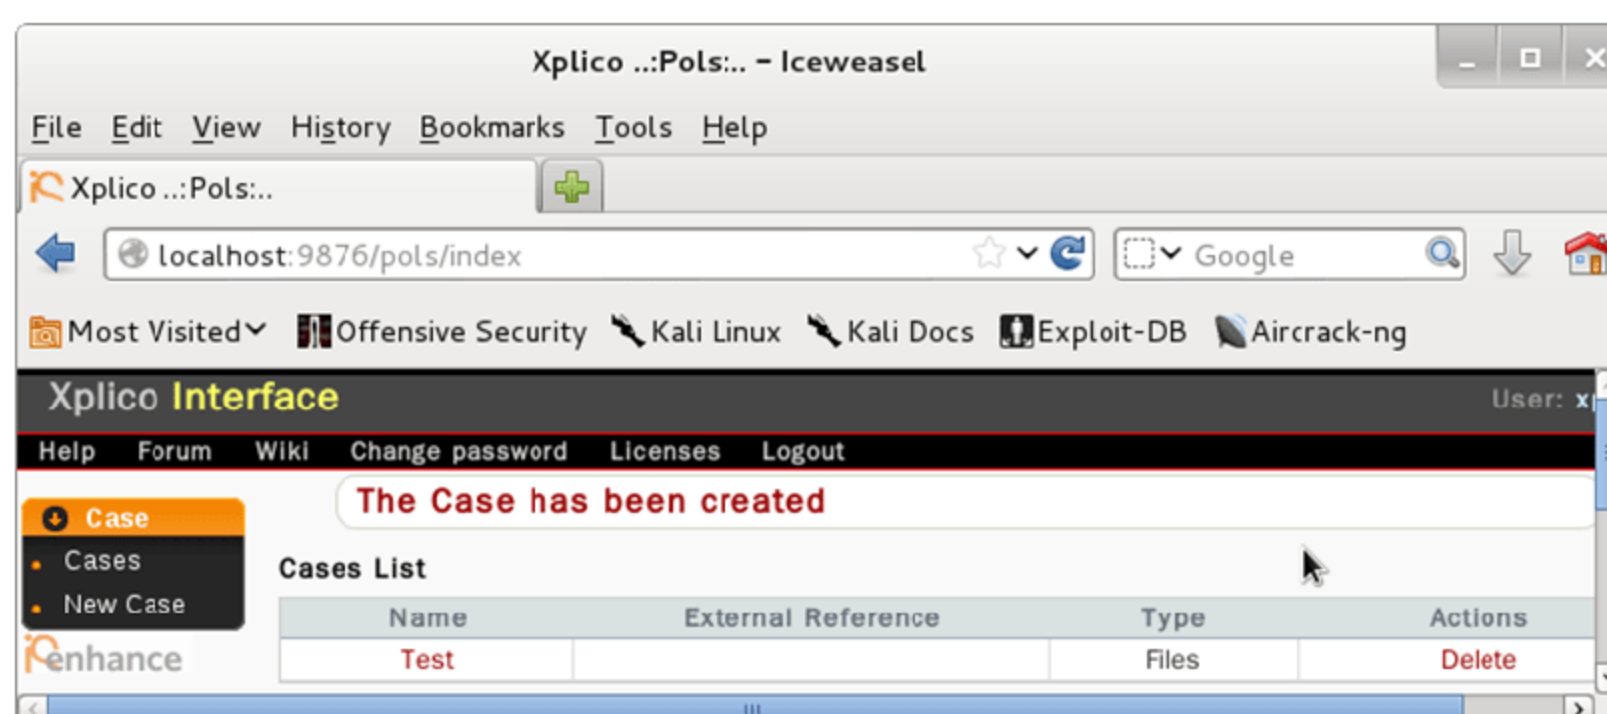 Xplico ..:Pols:.. – Iceweasel
File Edit View History Bookmarks Tools Help
Xplico ..:Pols:..
localhost:9876/pols/index Google
Most Visited Offensive Security Kali Linux Kali Docs Exploit-DB Aircrack-ng
Xplico Interface User:
Help Forum Wiki Change password Licenses Logout
The Case has been created
Case
Cases
New Case
enhance
Cases List
Name External Reference Type Actions
Test Files Delete